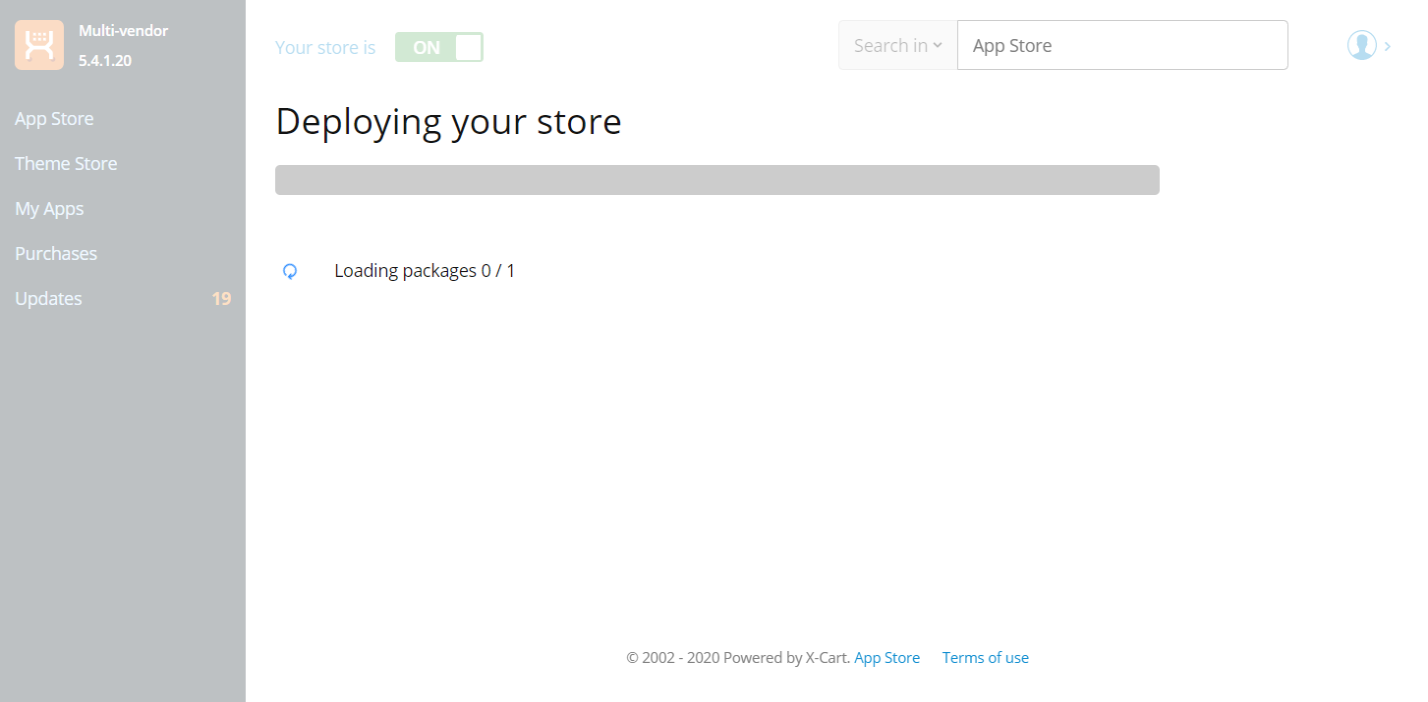 Multi-vendor
5.4.1.20
App Store
Theme Store
My Apps
Purchases
Updates 19
Your store is ON
Search in App Store
Deploying your store
Loading packages 0 / 1
© 2002 - 2020 Powered by X-Cart. App Store Terms of use